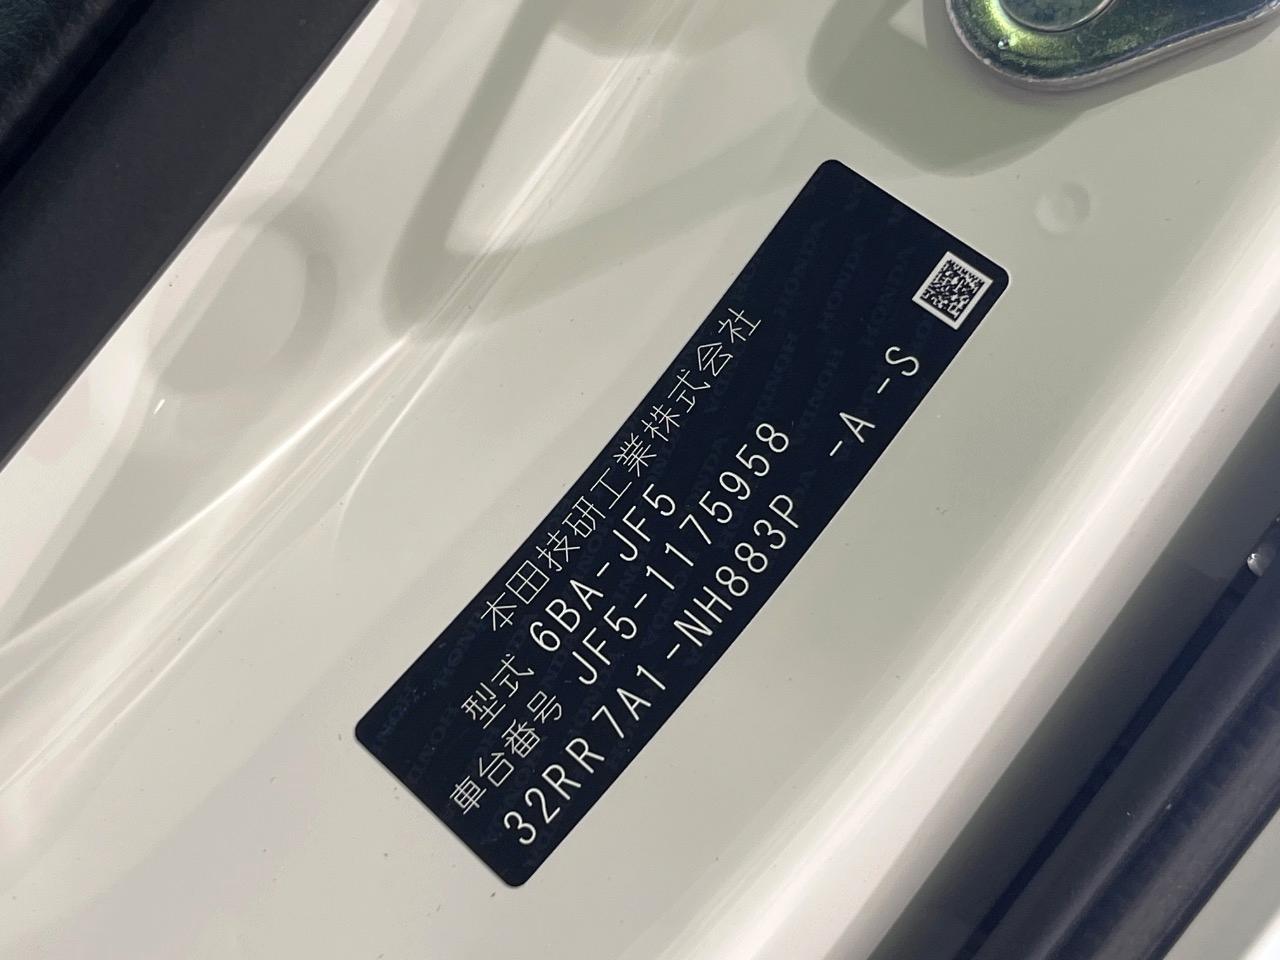 本田技研工業株式会社
型式 6BA-JF5
車台番号 JF5-1175958
32RR 7A1-NH883P -A -S